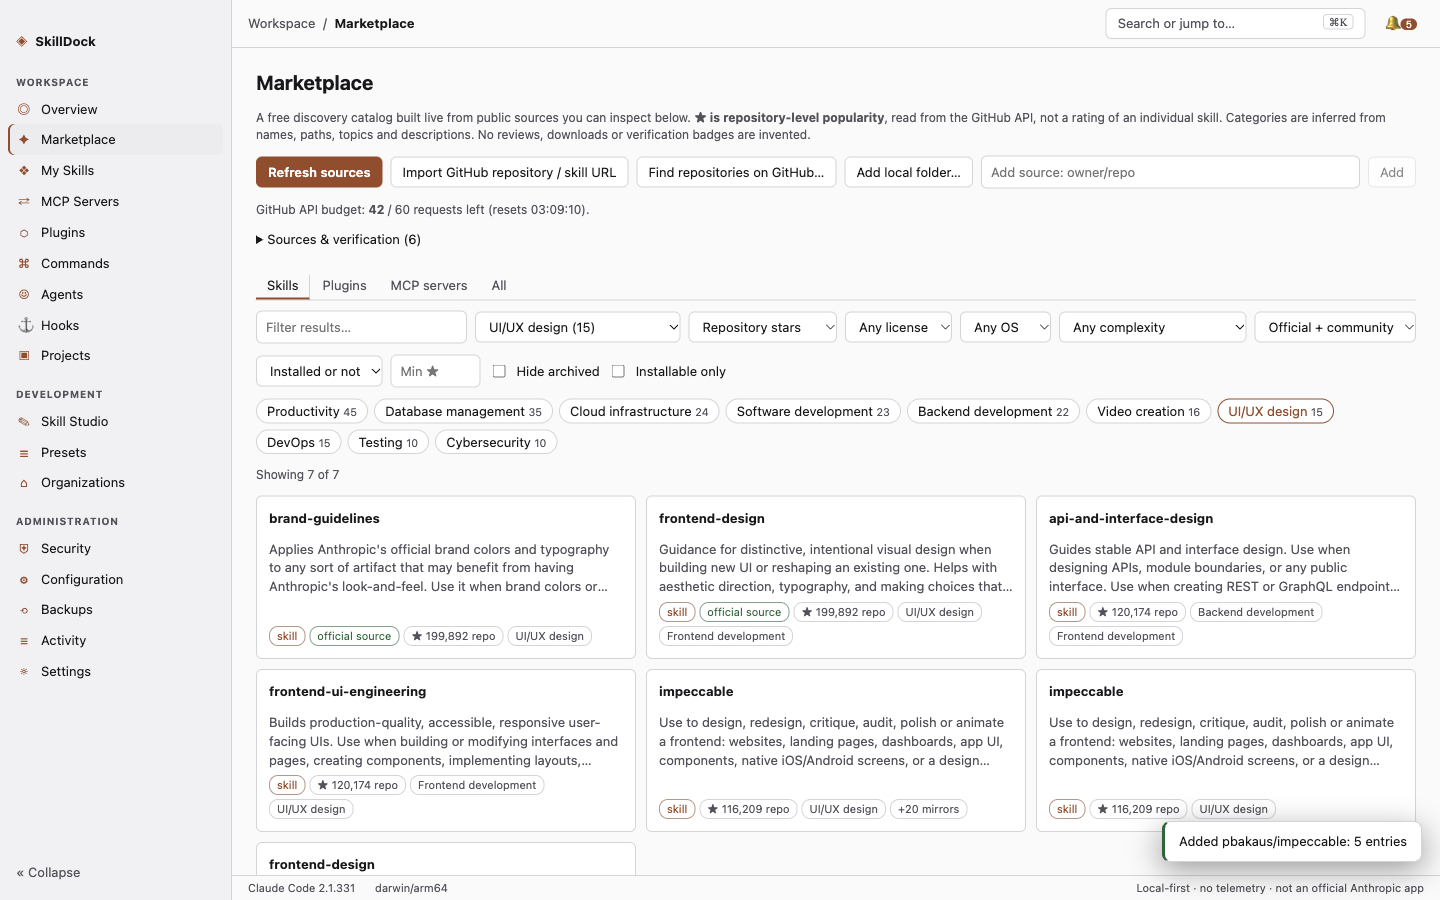 SkillDock
WORKSPACE
Overview
Marketplace
My Skills
MCP Servers
Plugins
Commands
Agents
Hooks
Projects
DEVELOPMENT
Skill Studio
Presets
Organizations
ADMINISTRATION
Security
Configuration
Backups
Activity
Settings
« Collapse
Workspace / Marketplace
Search or jump to… ⌘K
5
Marketplace
A free discovery catalog built live from public sources you can inspect below. ★ is repository-level popularity, read from the GitHub API, not a rating of an individual skill. Categories are inferred from
names, paths, topics and descriptions. No reviews, downloads or verification badges are invented.
Refresh sources
Import GitHub repository / skill URL
Find repositories on GitHub…
Add local folder…
Add source: owner/repo
Add
GitHub API budget: 42 / 60 requests left (resets 03:09:10).
▶ Sources & verification (6)
Skills
Plugins
MCP servers
All
Filter results…
UI/UX design (15)
Repository stars
Any license
Any OS
Any complexity
Official + community
Installed or not
Min ★
Hide archived
Installable only
Productivity 45
Database management 35
Cloud infrastructure 24
Software development 23
Backend development 22
Video creation 16
UI/UX design 15
DevOps 15
Testing 10
Cybersecurity 10
Showing 7 of 7
brand-guidelines
Applies Anthropic's official brand colors and typography
to any sort of artifact that may benefit from having
Anthropic's look-and-feel. Use it when brand colors or…
skill
official source
★ 199,892 repo
UI/UX design
frontend-design
Guidance for distinctive, intentional visual design when
building new UI or reshaping an existing one. Helps with
aesthetic direction, typography, and making choices that…
skill
official source
★ 199,892 repo
UI/UX design
Frontend development
api-and-interface-design
Guides stable API and interface design. Use when
designing APIs, module boundaries, or any public
interface. Use when creating REST or GraphQL endpoint…
skill
★ 120,174 repo
Backend development
Frontend development
frontend-ui-engineering
Builds production-quality, accessible, responsive user-
facing UIs. Use when building or modifying interfaces and
pages, creating components, implementing layouts,…
skill
★ 120,174 repo
Frontend development
UI/UX design
impeccable
Use to design, redesign, critique, audit, polish or animate
a frontend: websites, landing pages, dashboards, app UI,
components, native iOS/Android screens, or a design…
skill
★ 116,209 repo
UI/UX design
+20 mirrors
impeccable
Use to design, redesign, critique, audit, polish or animate
a frontend: websites, landing pages, dashboards, app UI,
components, native iOS/Android screens, or a design…
skill
★ 116,209 repo
UI/UX design
frontend-design
Added pbakaus/impeccable: 5 entries
Claude Code 2.1.331
darwin/arm64
Local-first · no telemetry · not an official Anthropic app